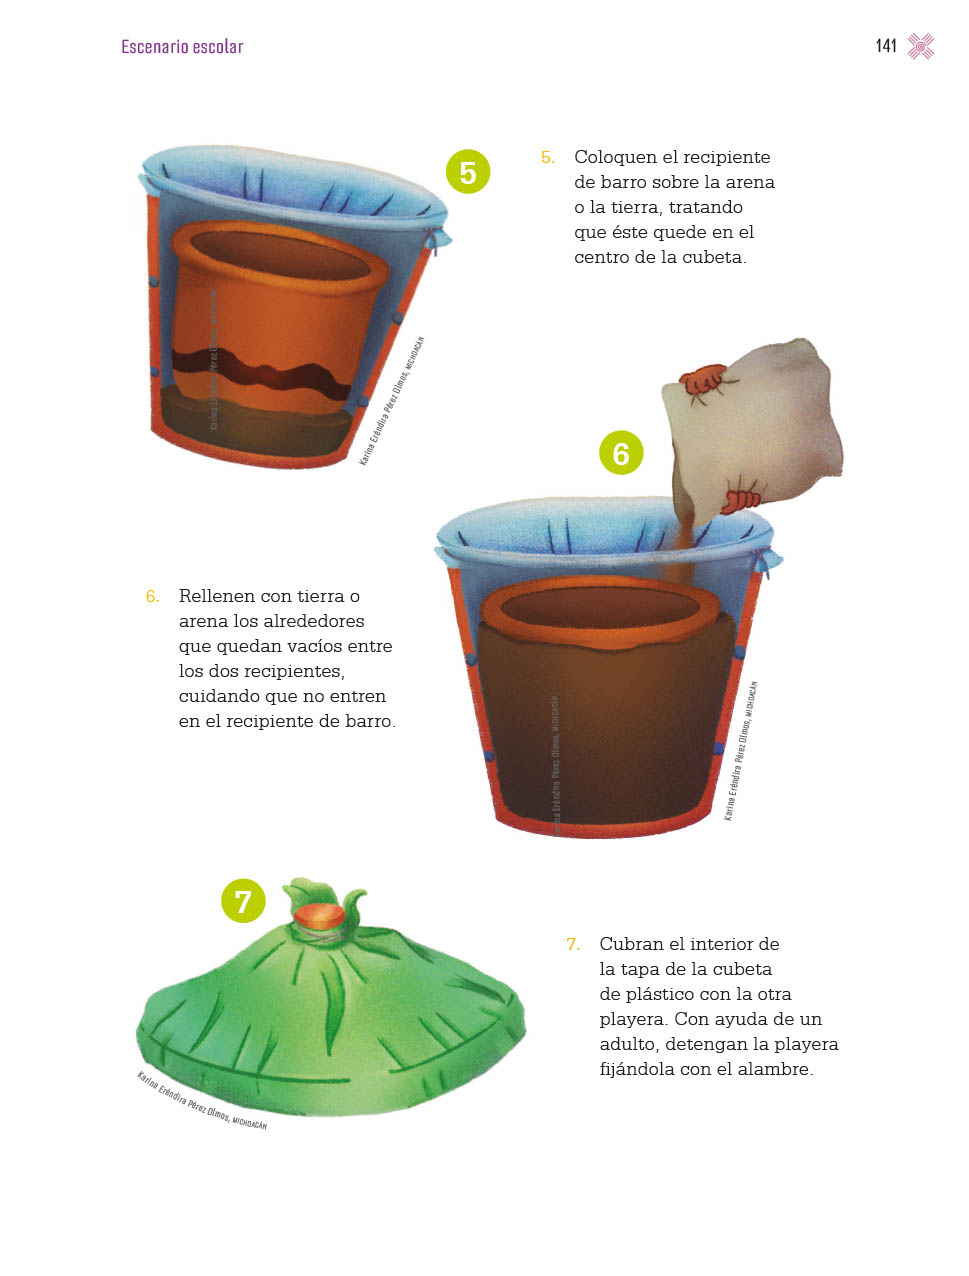 Escenario escolar
141
5
5. Coloquen el recipiente
de barro sobre la arena
o la tierra, tratando
que éste quede en el
centro de la cubeta.
Karina Eréndira Pérez Olmos, MICHOACÁN
Karina Eréndira Pérez Olmos, MICHOACÁN
6
6. Rellenen con tierra o
arena los alrededores
que quedan vacíos entre
los dos recipientes,
cuidando que no entren
en el recipiente de barro.
Karina Eréndira Pérez Olmos, MICHOACÁN
Karina Eréndira Pérez Olmos, MICHOACÁN
7
7. Cubran el interior de
la tapa de la cubeta
de plástico con la otra
playera. Con ayuda de un
adulto, detengan la playera
fijándola con el alambre.
Karina Eréndira Pérez Olmos, MICHOACÁN